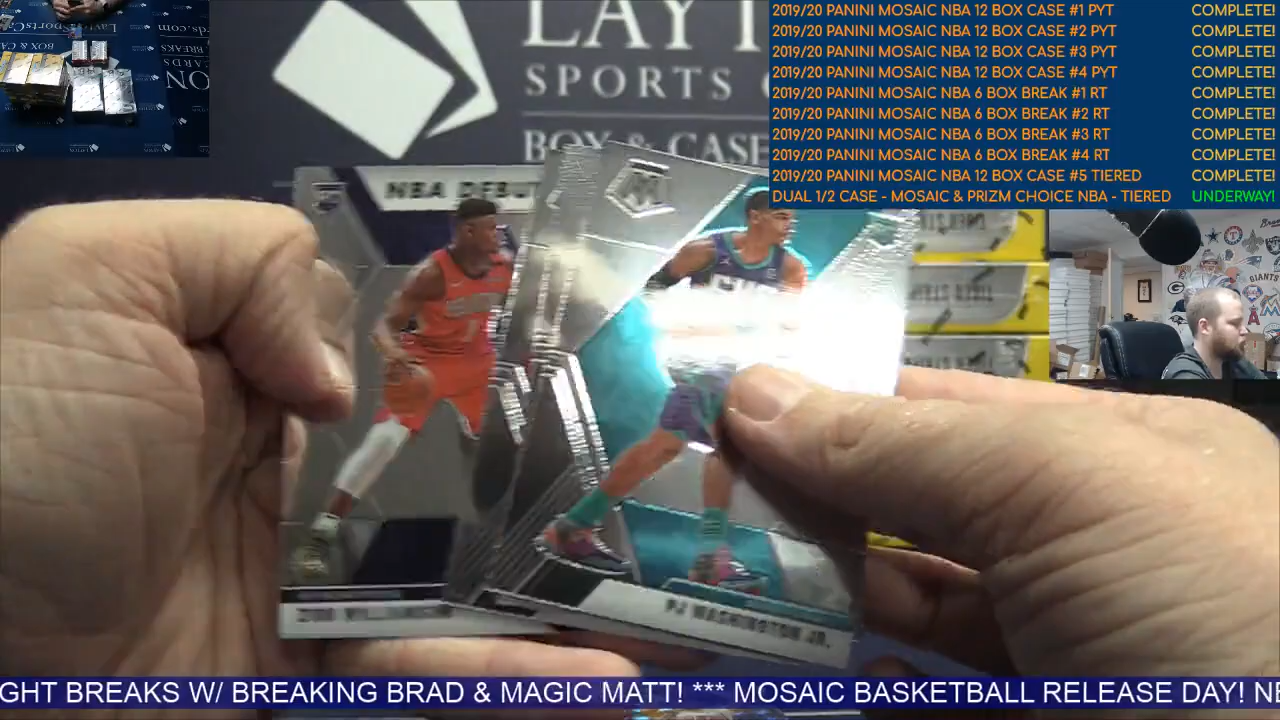 LAYT
SPORTS C
BOX & CASE
2019/20 PANINI MOSAIC NBA 12 BOX CASE #1 PYT COMPLETE!
2019/20 PANINI MOSAIC NBA 12 BOX CASE #2 PYT COMPLETE!
2019/20 PANINI MOSAIC NBA 12 BOX CASE #3 PYT COMPLETE!
2019/20 PANINI MOSAIC NBA 12 BOX CASE #4 PYT COMPLETE!
2019/20 PANINI MOSAIC NBA 6 BOX BREAK #1 RT COMPLETE!
2019/20 PANINI MOSAIC NBA 6 BOX BREAK #2 RT COMPLETE!
2019/20 PANINI MOSAIC NBA 6 BOX BREAK #3 RT COMPLETE!
2019/20 PANINI MOSAIC NBA 6 BOX BREAK #4 RT COMPLETE!
2019/20 PANINI MOSAIC NBA 12 BOX CASE #5 TIERED COMPLETE!
DUAL 1/2 CASE - MOSAIC & PRIZM CHOICE NBA - TIERED UNDERWAY!
NBA DEBUT
GIANTS
ZION WILLIAMSON
PJ WASHINGTON JR.
GHT BREAKS W/ BREAKING BRAD & MAGIC MATT! *** MOSAIC BASKETBALL RELEASE DAY! NE